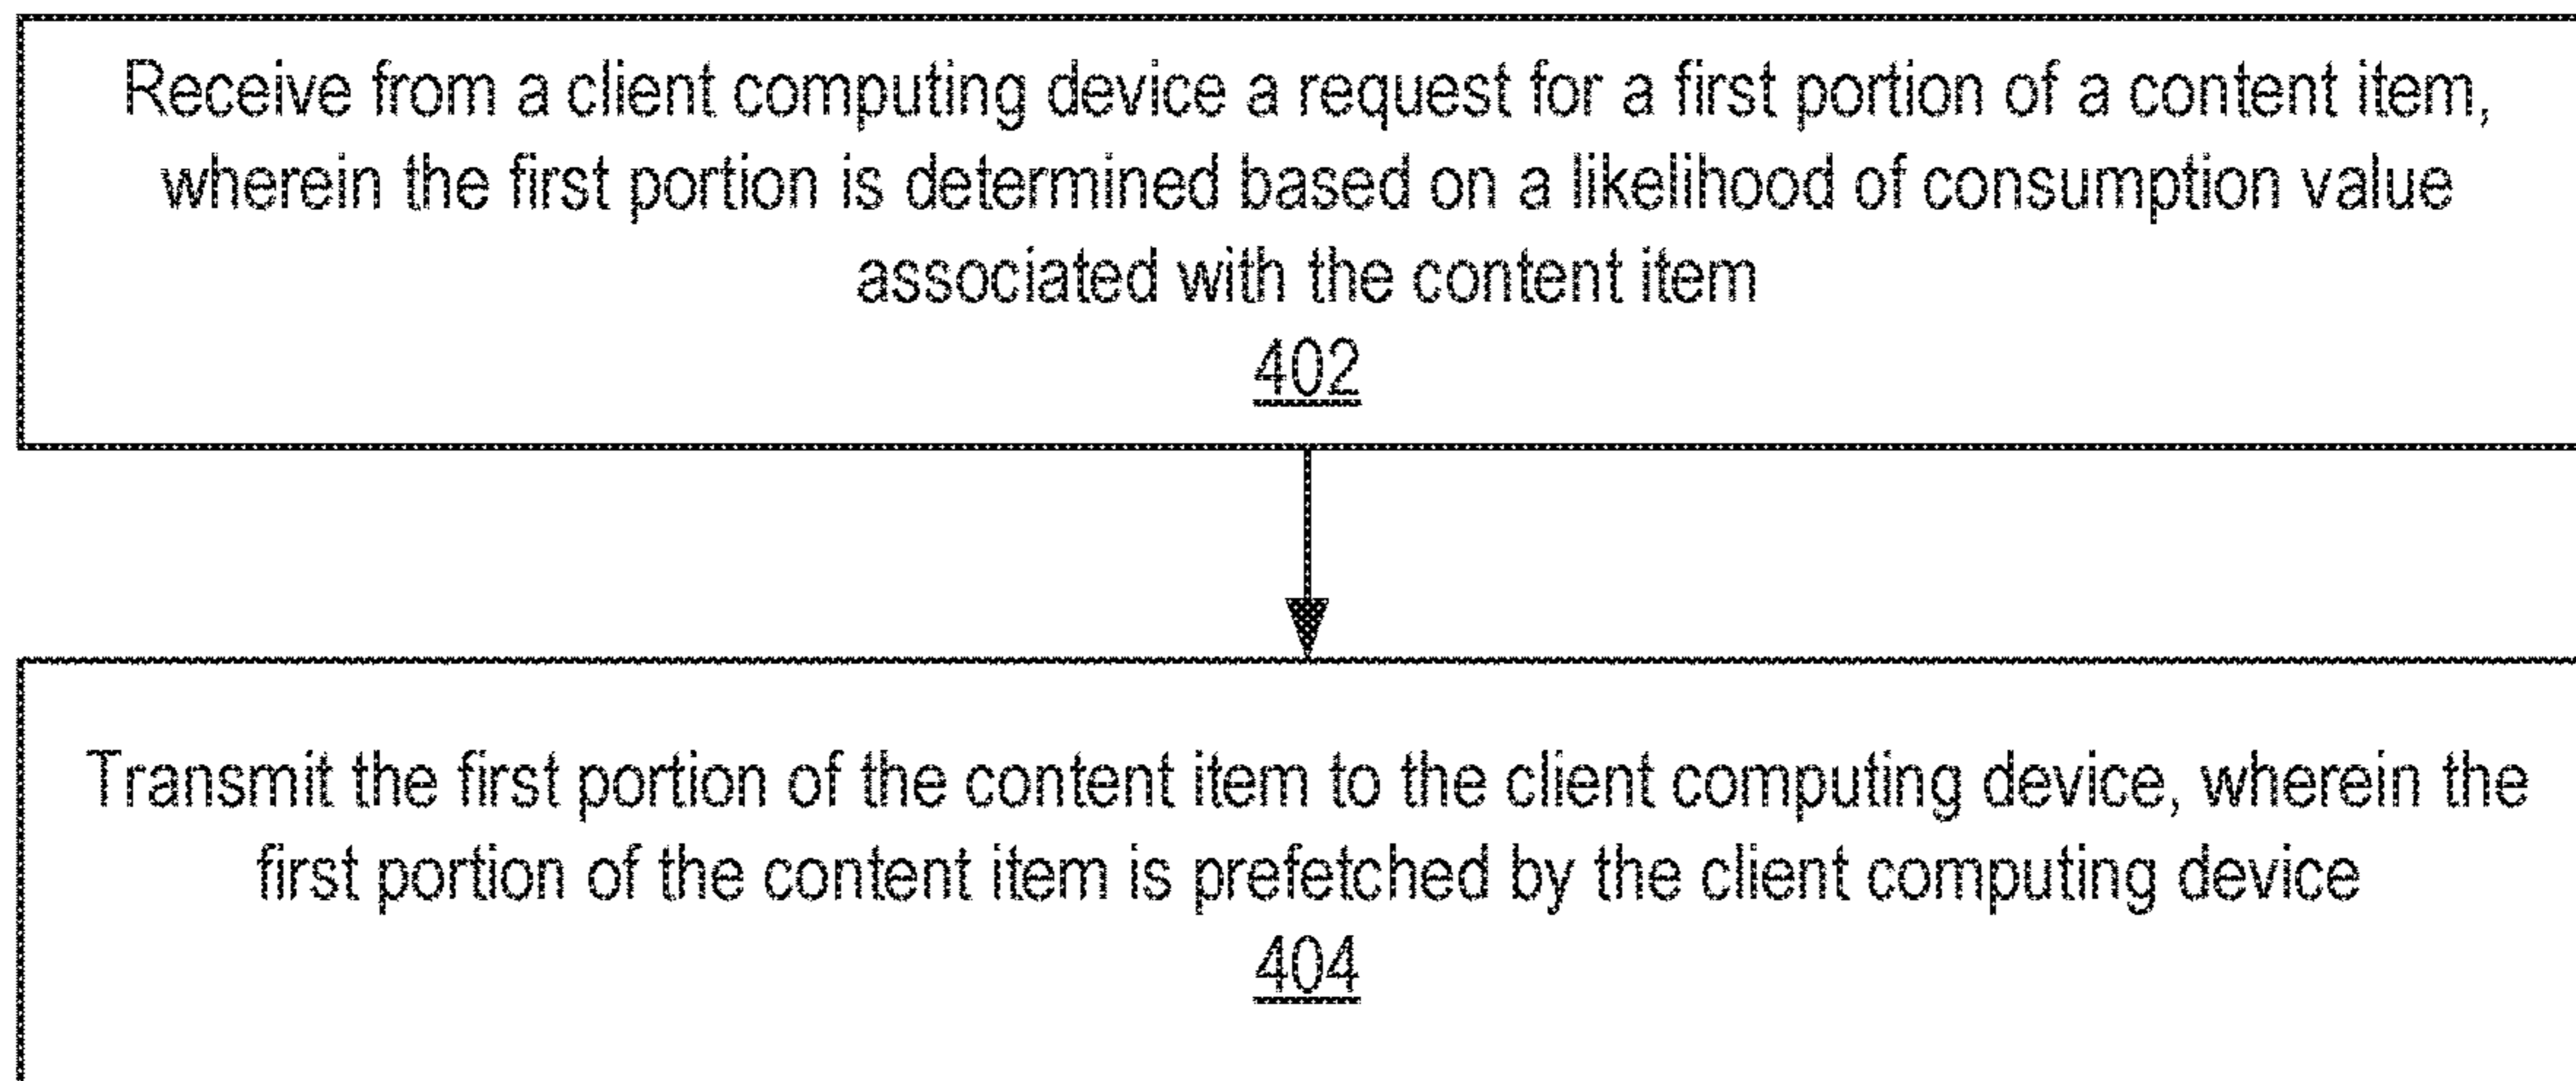 Receive from a client computing device a request for a first portion of a content item,
wherein the first portion is determined based on a likelihood of consumption value
associated with the content item
402
Transmit the first portion of the content item to the client computing device, wherein the
first portion of the content item is prefetched by the client computing device
404